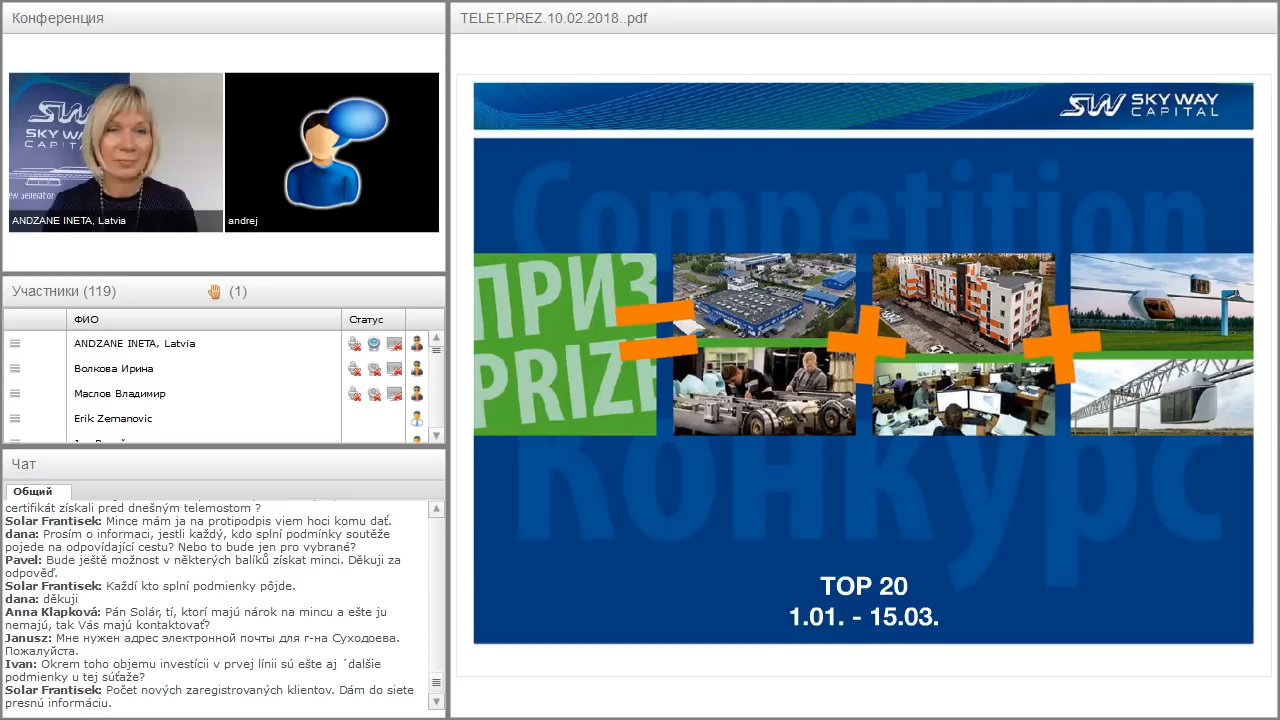 Конференция
SW
SKY WAY
CAPITAL
ANDZANE INETA, Latvia
andrej
Участники (119)
(1)
ФИО
Статус
ANDZANE INETA, Latvia
Волкова Ирина
Маслов Владимир
Erik Zemanovic
Чат
Общий
certifikát získali pred dnešným telemostom ?
Solar Frantisek: Mince mám ja na protipodpis viem hoci komu dať.
dana: Prosím o informaci, jestli každý, kdo splní podmínky soutěže
pojede na odpovídající cestu? Nebo to bude jen pro vybrané?
Pavel: Bude ještě možnost v některých balíků získat minci. Děkuji za
odpověď.
Solar Frantisek: Každí kto splní podmienky pôjde.
dana: děkuji
Anna Klapková: Pán Solár, tí, ktorí majú nárok na mincu a ešte ju
nemajú, tak Vás majú kontaktovať?
Janusz: Мне нужен адрес электронной почты для г-на Суходоева.
Пожалуйста.
Ivan: Okrem toho objemu investícii v prvej línii sú ešte aj ´dalšie
podmienky u tej súťaže?
Solar Frantisek: Počet nových zaregistrovaných klientov. Dám do siete
presnú informáciu.
TELET.PREZ.10.02.2018..pdf
SW SKY WAY
CAPITAL
Competition
ПРИЗ
PRIZE
Конкурс
TOP 20
1.01. - 15.03.